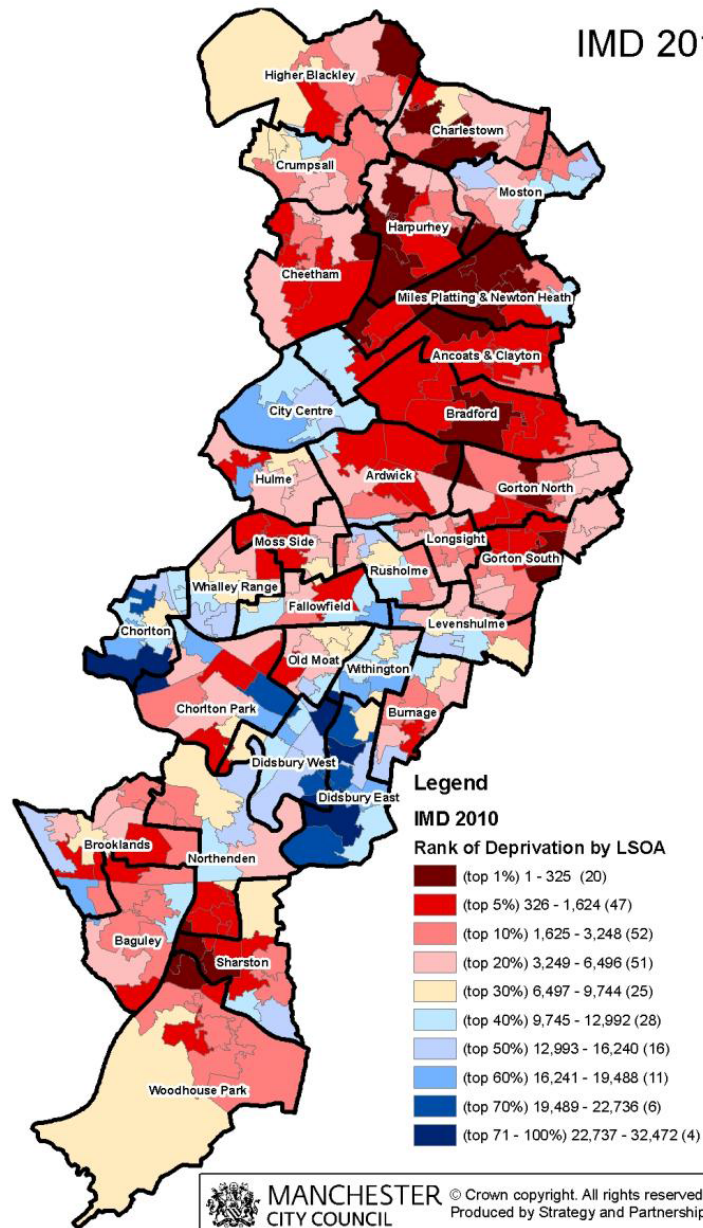 IMD 201
Higher Blackley
Charlestown
Crumpsall
Moston
Harpurhey
Cheetham
Miles Platting & Newton Heath
Ancoats & Clayton
City Centre
Bradford
Hulme
Ardwick
Gorton North
Moss Side
Longsight
Gorton South
Rusholme
Whalley Range
Fallowfield
Levenshulme
Chorlton
Old Moat
Withington
Chorlton Park
Burnage
Didsbury West
Didsbury East
Brooklands
Northenden
Baguley
Sharston
Woodhouse Park
Legend
IMD 2010
Rank of Deprivation by LSOA
(top 1%) 1 - 325 (20)
(top 5%) 326 - 1,624 (47)
(top 10%) 1,625 - 3,248 (52)
(top 20%) 3,249 - 6,496 (51)
(top 30%) 6,497 - 9,744 (25)
(top 40%) 9,745 - 12,992 (28)
(top 50%) 12,993 - 16,240 (16)
(top 60%) 16,241 - 19,488 (11)
(top 70%) 19,489 - 22,736 (6)
(top 71 - 100%) 22,737 - 32,472 (4)
MANCHESTER
CITY COUNCIL
© Crown copyright. All rights reserved
Produced by Strategy and Partnership